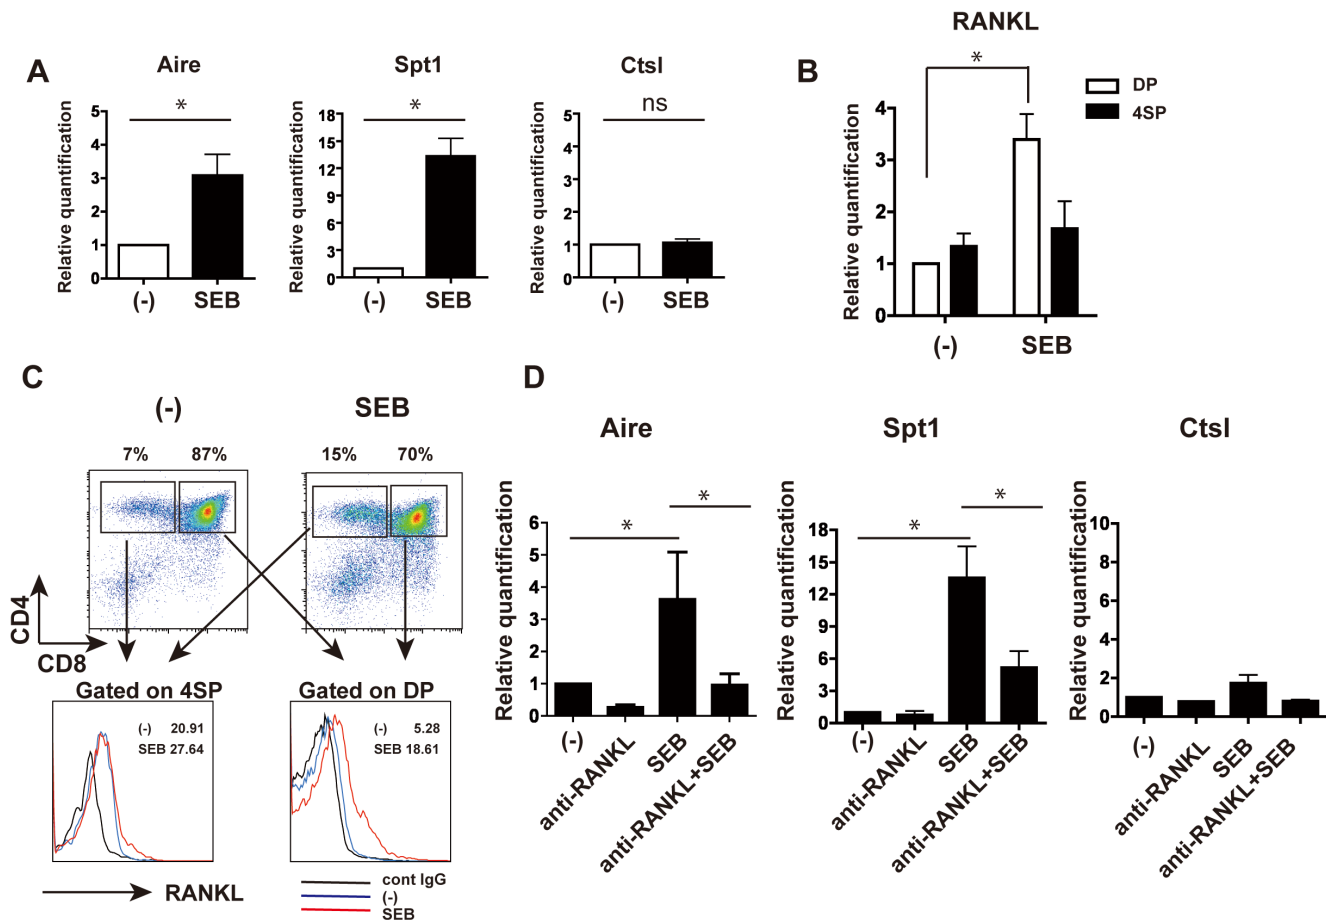 A
Aire
Relative quantification
5
4
3
2
1
0
*
(-)
SEB
Spt1
Relative quantification
18
15
12
9
6
3
0
*
(-)
SEB
Ctsl
Relative quantification
5
4
3
2
1
0
ns
(-)
SEB
B
RANKL
Relative quantification
4
3
2
1
0
*
DP
4SP
(-)
SEB
C
(-)
SEB
7%
87%
15%
70%
CD4
CD8
Gated on 4SP
(-) 20.91
SEB 27.64
Gated on DP
(-) 5.28
SEB 18.61
RANKL
cont IgG
(-)
SEB
D
Aire
Relative quantification
6
5
4
3
2
1
0
*
*
(-)
anti-RANKL
SEB
anti-RANKL+SEB
Spt1
Relative quantification
18
15
12
9
6
3
0
*
*
(-)
anti-RANKL
SEB
anti-RANKL+SEB
Ctsl
Relative quantification
10
8
6
4
2
0
(-)
anti-RANKL
SEB
anti-RANKL+SEB